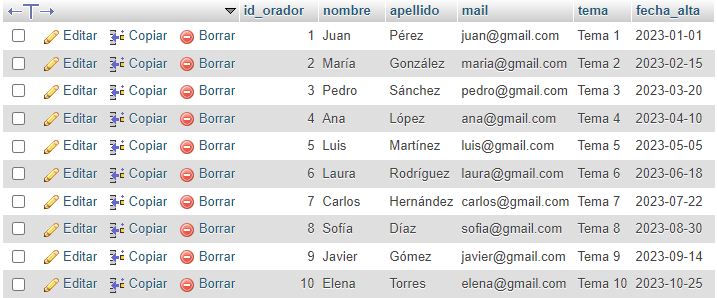 id_orador nombre apellido mail tema fecha_alta
Editar Copiar Borrar 1 Juan Pérez juan@gmail.com Tema 1 2023-01-01
Editar Copiar Borrar 2 María González maria@gmail.com Tema 2 2023-02-15
Editar Copiar Borrar 3 Pedro Sánchez pedro@gmail.com Tema 3 2023-03-20
Editar Copiar Borrar 4 Ana López ana@gmail.com Tema 4 2023-04-10
Editar Copiar Borrar 5 Luis Martínez luis@gmail.com Tema 5 2023-05-05
Editar Copiar Borrar 6 Laura Rodríguez laura@gmail.com Tema 6 2023-06-18
Editar Copiar Borrar 7 Carlos Hernández carlos@gmail.com Tema 7 2023-07-22
Editar Copiar Borrar 8 Sofía Díaz sofia@gmail.com Tema 8 2023-08-30
Editar Copiar Borrar 9 Javier Gómez javier@gmail.com Tema 9 2023-09-14
Editar Copiar Borrar 10 Elena Torres elena@gmail.com Tema 10 2023-10-25